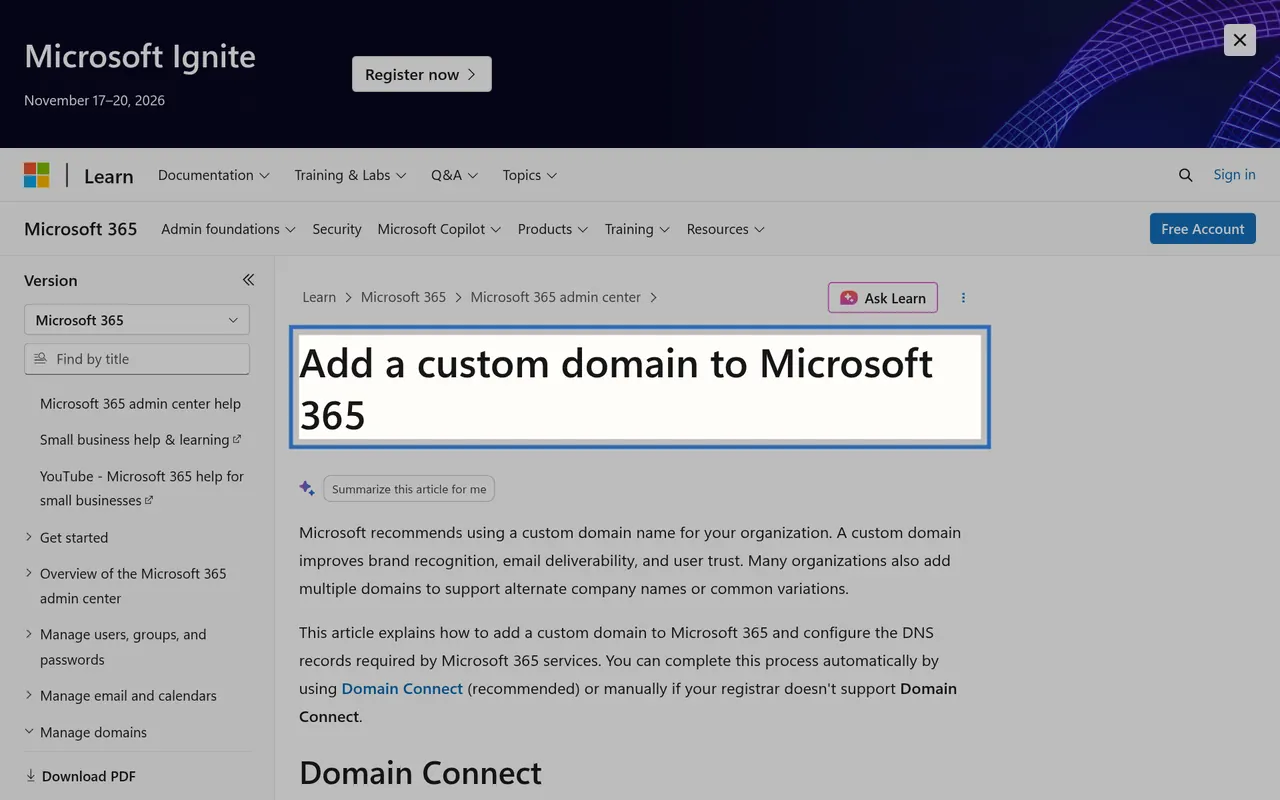 Microsoft Ignite
November 17–20, 2026
Register now
Learn
Documentation
Training & Labs
Q&A
Topics
Sign in
Microsoft 365
Admin foundations
Security
Microsoft Copilot
Products
Training
Resources
Free Account
Version
Microsoft 365
Find by title
Microsoft 365 admin center help
Small business help & learning
YouTube - Microsoft 365 help for
small businesses
Get started
Overview of the Microsoft 365
admin center
Manage users, groups, and
passwords
Manage email and calendars
Manage domains
Download PDF
Learn
Microsoft 365
Microsoft 365 admin center
Ask Learn
Add a custom domain to Microsoft
365
Summarize this article for me
Microsoft recommends using a custom domain name for your organization. A custom domain
improves brand recognition, email deliverability, and user trust. Many organizations also add
multiple domains to support alternate company names or common variations.
This article explains how to add a custom domain to Microsoft 365 and configure the DNS
records required by Microsoft 365 services. You can complete this process automatically by
using Domain Connect (recommended) or manually if your registrar doesn't support Domain
Connect.
Domain Connect